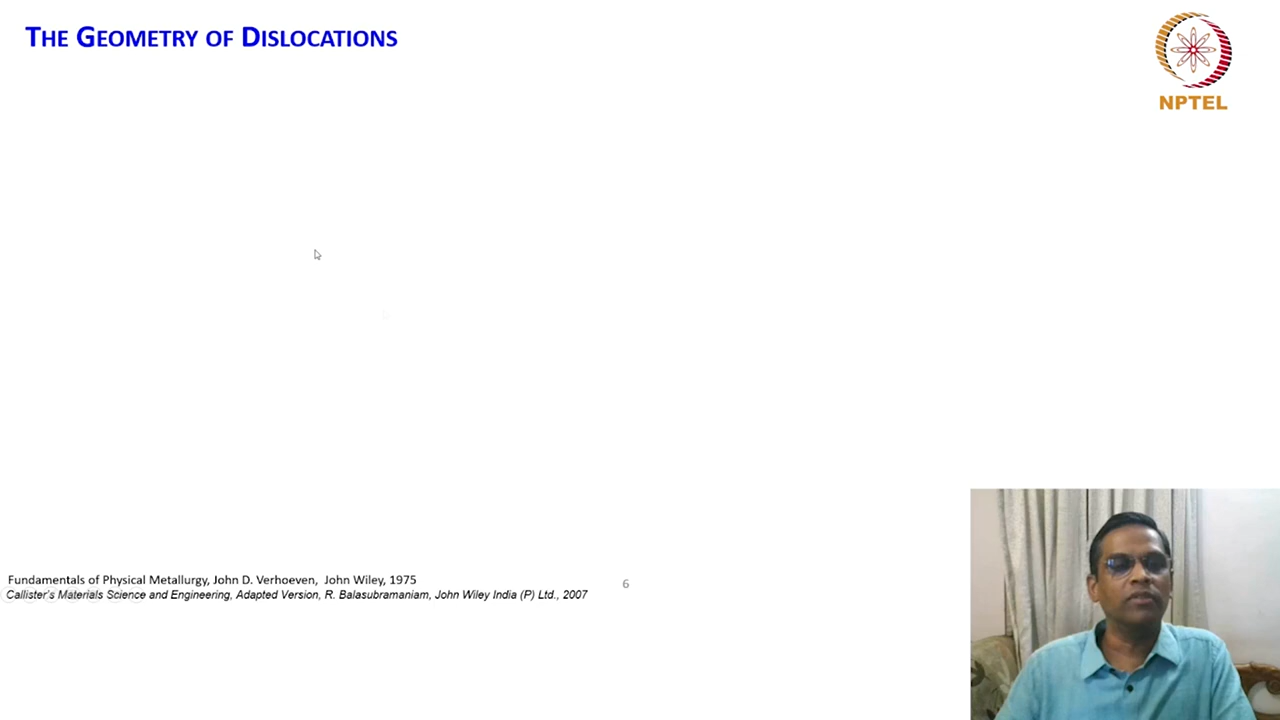 THE GEOMETRY OF DISLOCATIONS
NPTEL
Fundamentals of Physical Metallurgy, John D. Verhoeven, John Wiley, 1975
Callister's Materials Science and Engineering, Adapted Version, R. Balasubramaniam, John Wiley India (P) Ltd., 2007
6